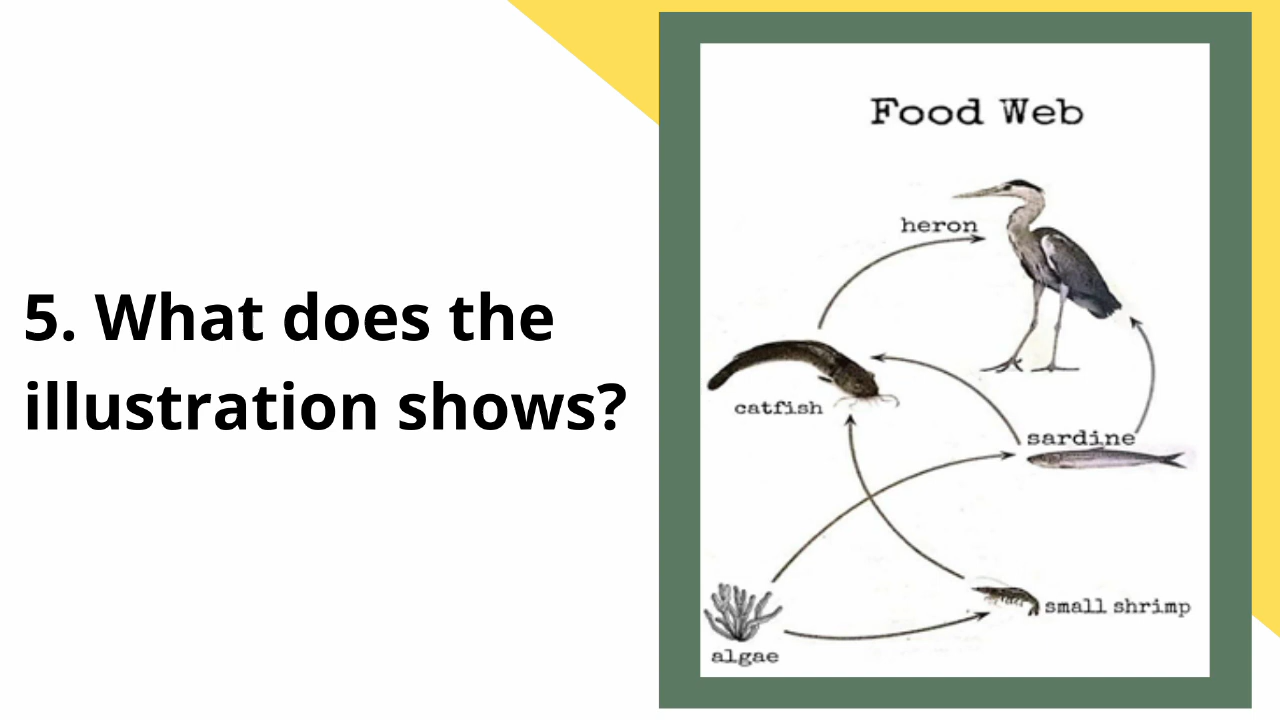 5. What does the
illustration shows?
Food Web
heron
catfish
sardine
small shrimp
algae